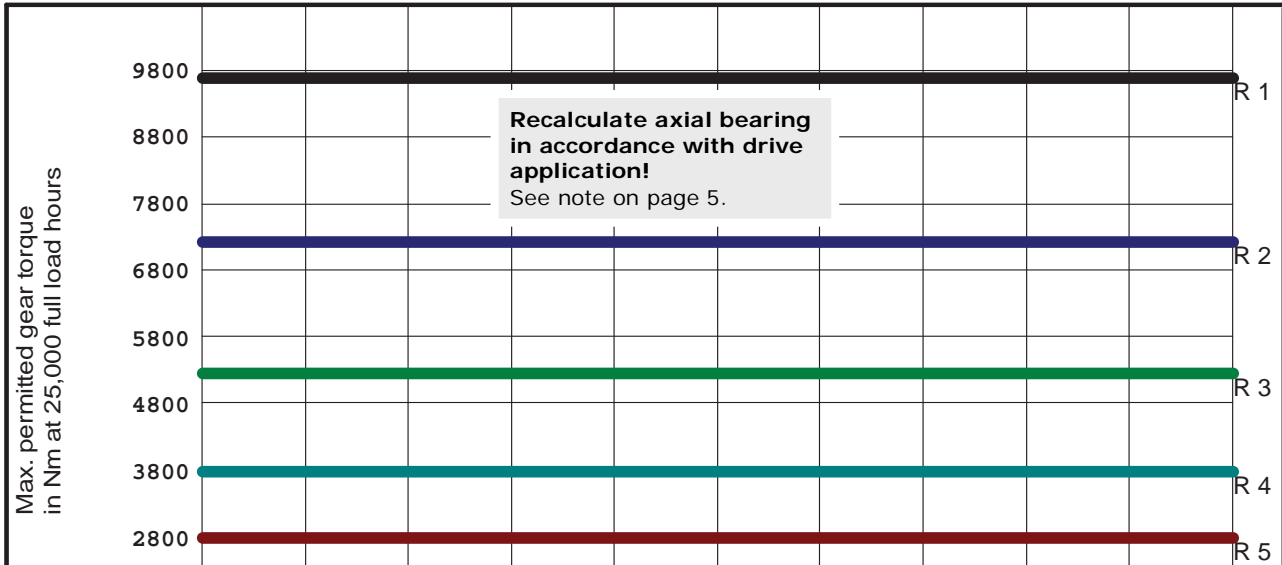 Max. permitted gear torque
in Nm at 25,000 full load hours
9800
8800
7800
6800
5800
4800
3800
2800
Recalculate axial bearing
in accordance with drive
application!
See note on page 5.
R 1
R 2
R 3
R 4
R 5